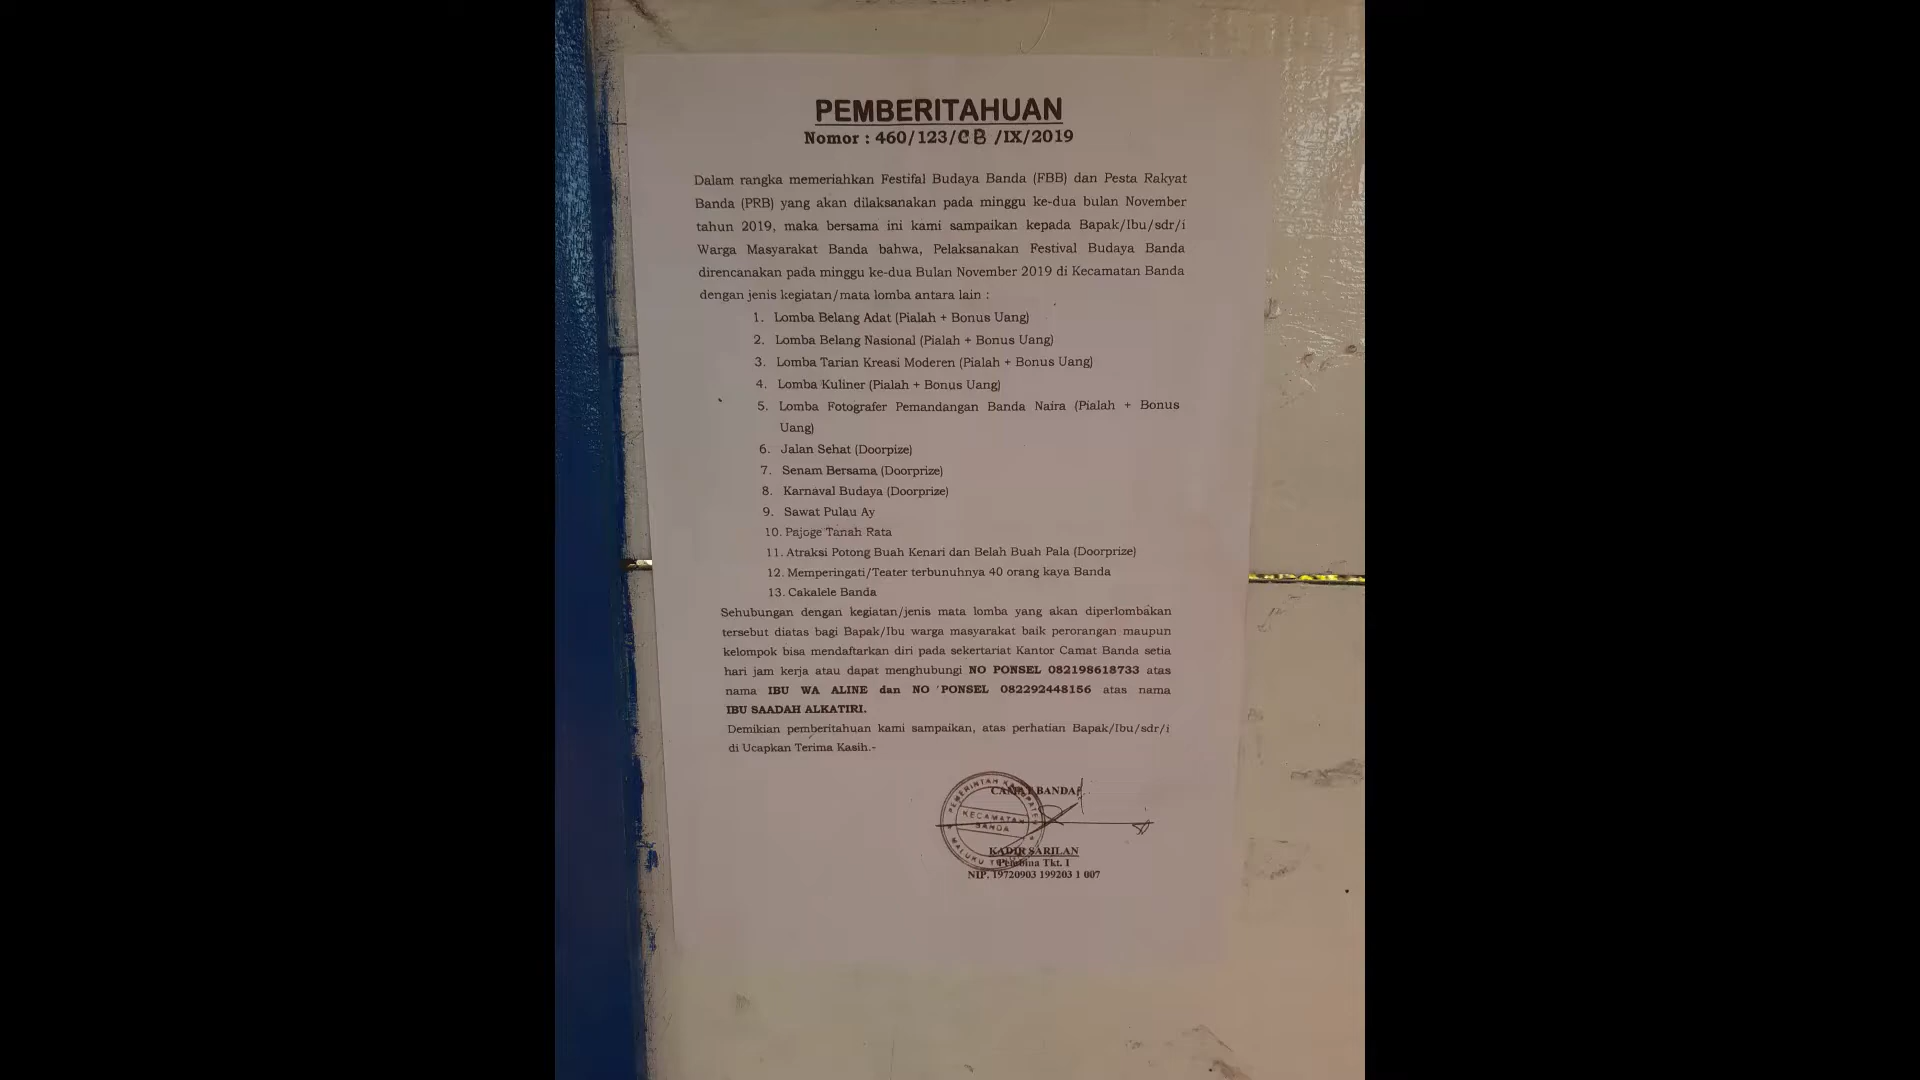 PEMBERITAHUAN
Nomor : 460/123/CB /IX/2019
Dalam rangka memeriahkan Festifal Budaya Banda (FBB) dan Pesta Rakyat
Banda (PRB) yang akan dilaksanakan pada minggu ke-dua bulan November
tahun 2019, maka bersama ini kami sampaikan kepada Bapak/Ibu/sdr/i
Warga Masyarakat Banda bahwa, Pelaksanakan Festival Budaya Banda
direncanakan pada minggu ke-dua Bulan November 2019 di Kecamatan Banda
dengan jenis kegiatan/mata lomba antara lain :
1. Lomba Belang Adat (Pialah + Bonus Uang)
2. Lomba Belang Nasional (Pialah + Bonus Uang)
3. Lomba Tarian Kreasi Moderen (Pialah + Bonus Uang)
4. Lomba Kuliner (Pialah + Bonus Uang)
5. Lomba Fotografer Pemandangan Banda Naira (Pialah + Bonus
Uang)
6. Jalan Sehat (Doorpize)
7. Senam Bersama (Doorprize)
8. Karnaval Budaya (Doorprize)
9. Sawat Pulau Ay
10. Pajoge Tanah Rata
11. Atraksi Potong Buah Kenari dan Belah Buah Pala (Doorprize)
12. Memperingati/Teater terbunuhnya 40 orang kaya Banda
13. Cakalele Banda
Sehubungan dengan kegiatan/jenis mata lomba yang akan diperlombakan
tersebut diatas bagi Bapak/Ibu warga masyarakat baik perorangan maupun
kelompok bisa mendaftarkan diri pada sekertariat Kantor Camat Banda setia
hari jam kerja atau dapat menghubungi NO PONSEL 082198618733 atas
nama IBU WA ALINE dan NO PONSEL 082292448156 atas nama
IBU SAADAH ALKATIRI.
Demikian pemberitahuan kami sampaikan, atas perhatian Bapak/Ibu/sdr/i
di Ucapkan Terima Kasih.-
CAMAT BANDA
PEMERINTAH KABUPATEN
KECAMATAN
BANDA
MALUKU
KADIR SARILAN
Pembina Tkt. I
NIP. 19720903 199203 1 007